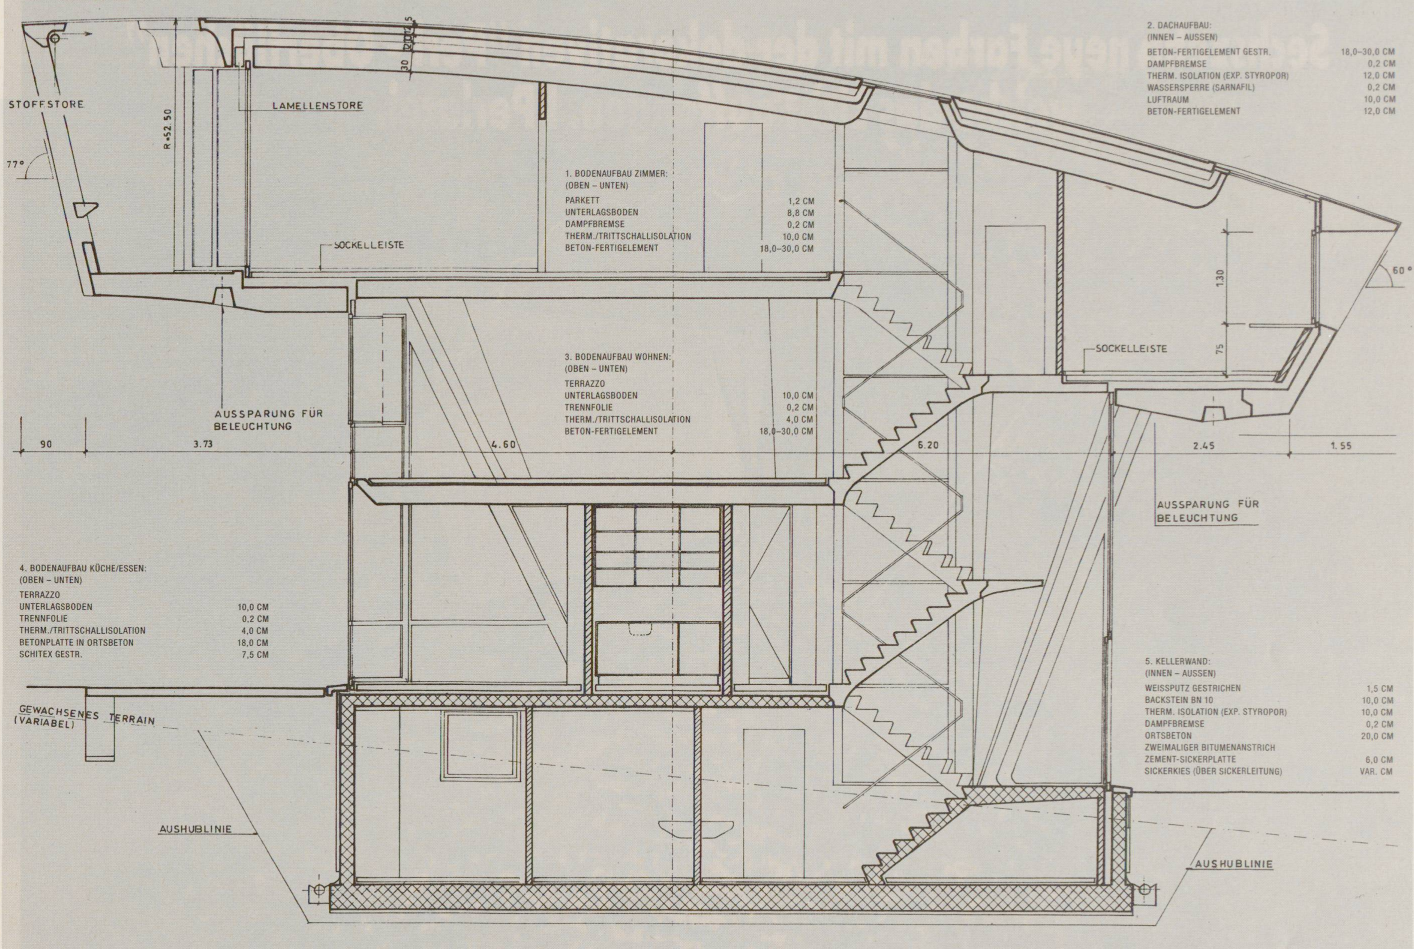 2. DACHAUFBAU:
(INNEN – AUSSEN)
BETON-FERTIGELEMENT GESTR. 18,0–30,0 CM
DAMPFBREMSE 0,2 CM
THERM. ISOLATION (EXP. STYROPOR) 12,0 CM
WASSERSPERRE (SARNAFIL) 0,2 CM
LUFTRAUM 10,0 CM
BETON-FERTIGELEMENT 12,0 CM
STOFFSTORE
LAMELLENSTORE
R=52.50
30
77°
1. BODENAUFBAU ZIMMER:
(OBEN – UNTEN)
PARKETT 1,2 CM
UNTERLAGSBODEN 8,8 CM
DAMPFBREMSE 0,2 CM
THERM./TRITTSCHALLISOLATION 10,0 CM
BETON-FERTIGELEMENT 18,0–30,0 CM
SOCKELLEISTE
60°
1.30
75
SOCKELLEISTE
3. BODENAUFBAU WOHNEN:
(OBEN – UNTEN)
TERRAZZO
UNTERLAGSBODEN 10,0 CM
TRENNFOLIE 0,2 CM
THERM./TRITTSCHALLISOLATION 4,0 CM
BETON-FERTIGELEMENT 18,0–30,0 CM
AUSSPARUNG FÜR
BELEUCHTUNG
90 3.73 4.60 6.20 2.45 1.55
AUSSPARUNG FÜR
BELEUCHTUNG
4. BODENAUFBAU KÜCHE/ESSEN:
(OBEN – UNTEN)
TERRAZZO
UNTERLAGSBODEN 10,0 CM
TRENNFOLIE 0,2 CM
THERM./TRITTSCHALLISOLATION 4,0 CM
BETONPLATTE IN ORTSBETON 18,0 CM
SCHITEX GESTR. 7,5 CM
5. KELLERWAND:
(INNEN – AUSSEN)
WEISSPUTZ GESTRICHEN 1,5 CM
BACKSTEIN BN 10 10,0 CM
THERM. ISOLATION (EXP. STYROPOR) 10,0 CM
DAMPFBREMSE 0,2 CM
ORTSBETON 20,0 CM
ZWEIMALIGER BITUMENANSTRICH
ZEMENT-SICKERPLATTE 6,0 CM
SICKERKIES (ÜBER SICKERLEITUNG) VAR. CM
GEWACHSENES TERRAIN
(VARIABEL)
AUSHUBLINIE
AUSHUBLINIE